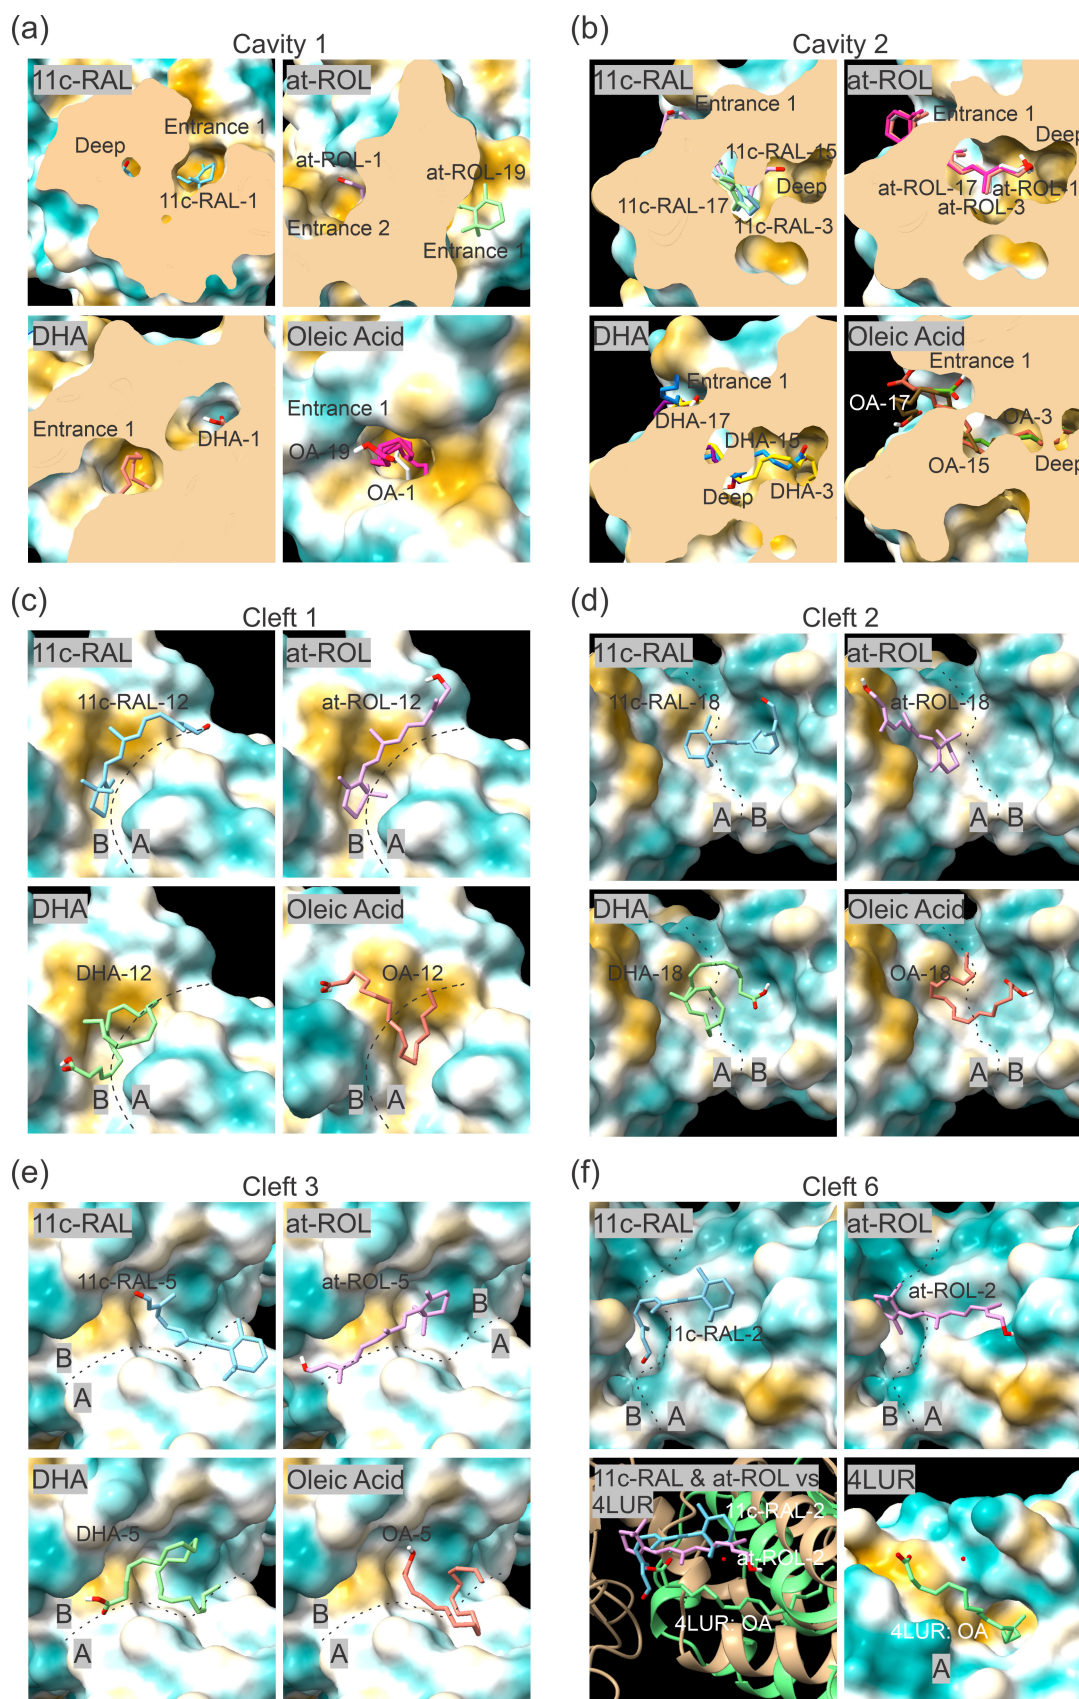 (a)
Cavity 1
11c-RAL
Entrance 1
Deep
11c-RAL-1
at-ROL
at-ROL-1
at-ROL-19
Entrance 2
Entrance 1
DHA
Entrance 1
DHA-1
Oleic Acid
Entrance 1
OA-19
OA-1
(b)
Cavity 2
11c-RAL
Entrance 1
11c-RAL-15
Deep
11c-RAL-17
11c-RAL-3
at-ROL
Entrance 1
Deep
at-ROL-17
at-ROL-1
at-ROL-3
DHA
Entrance 1
DHA-17
DHA-15
Deep
DHA-3
Oleic Acid
Entrance 1
OA-17
OA-3
OA-15
Deep
(c)
Cleft 1
11c-RAL
11c-RAL-12
B A
at-ROL
at-ROL-12
B A
DHA
DHA-12
B A
Oleic Acid
OA-12
B A
(d)
Cleft 2
11c-RAL
11c-RAL-18
A B
at-ROL
at-ROL-18
A B
DHA
DHA-18
A B
Oleic Acid
OA-18
A B
(e)
Cleft 3
11c-RAL
11c-RAL-5
B
A
at-ROL
at-ROL-5
B
A
DHA
DHA-5
B
A
Oleic Acid
OA-5
B
A
(f)
Cleft 6
11c-RAL
11c-RAL-2
B A
at-ROL
at-ROL-2
B A
11c-RAL & at-ROL vs
4LUR
11c-RAL-2
at-ROL-2
4LUR: OA
4LUR
4LUR: OA
A